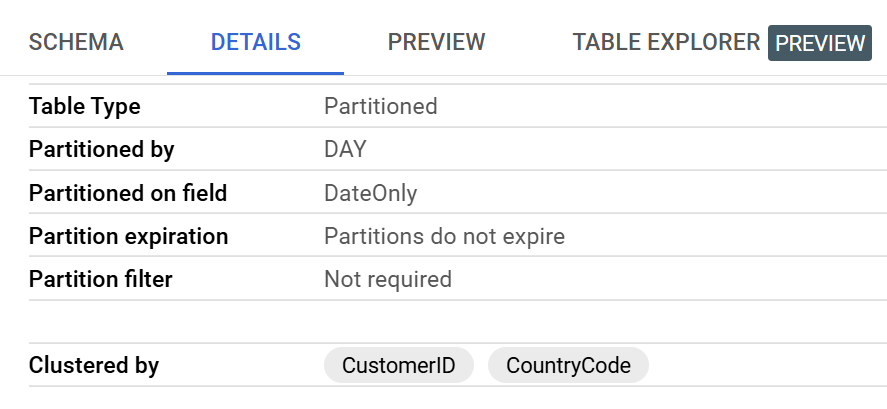 SCHEMA DETAILS PREVIEW TABLE EXPLORER PREVIEW
Table Type Partitioned
Partitioned by DAY
Partitioned on field DateOnly
Partition expiration Partitions do not expire
Partition filter Not required
Clustered by CustomerID CountryCode